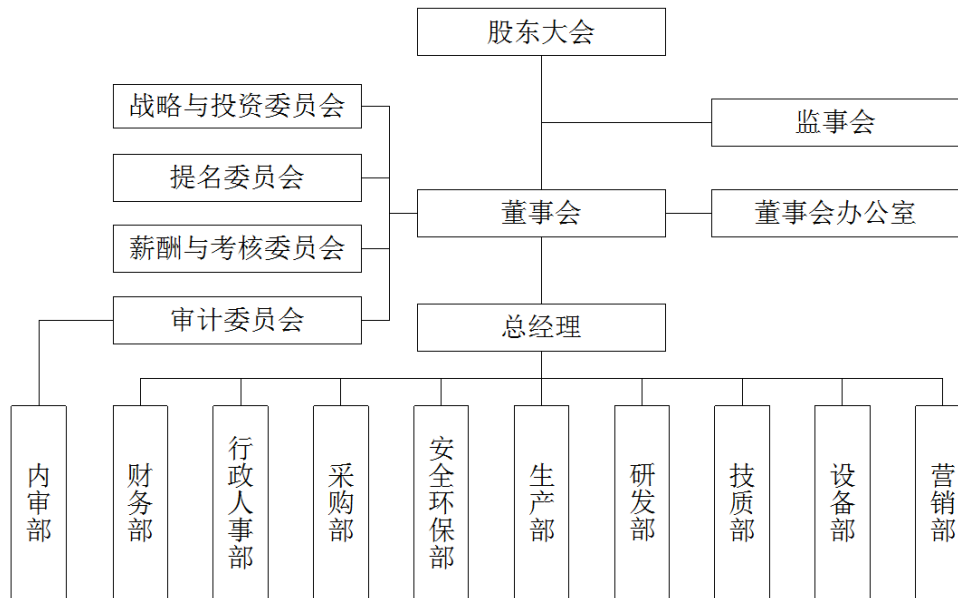 股东大会
战略与投资委员会
监事会
提名委员会
董事会
董事会办公室
薪酬与考核委员会
审计委员会
总经理
内审部
财务部
行政人事部
采购部
安全环保部
生产部
研发部
技质部
设备部
营销部